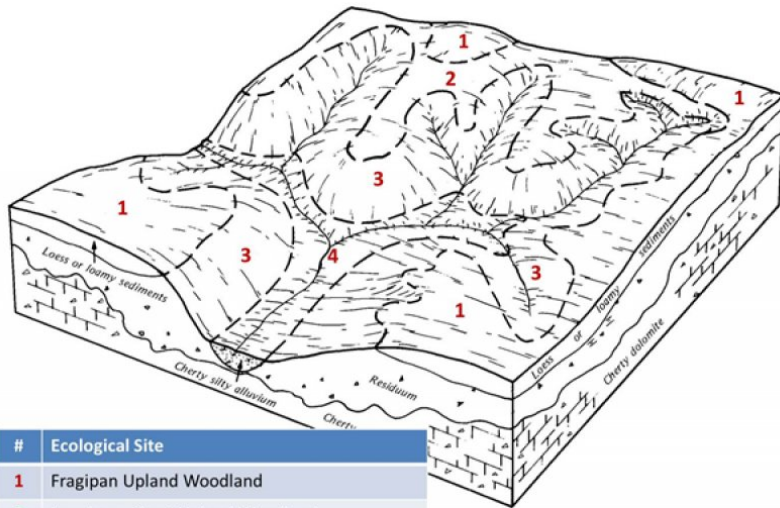 1
2
1
3
1
3
4
3
1
Loess or loamy sediments
Loess or loamy sediments
Cherty dolomite
Residuum
Cherty silty alluvium
Cherty
# Ecological Site
1 Fragipan Upland Woodland